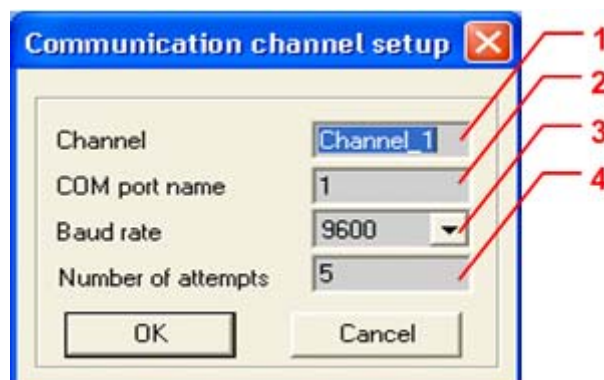 Communication channel setup
1
2
Channel Channel_1
3
COM port name 1
4
Baud rate 9600
Number of attempts 5
OK Cancel